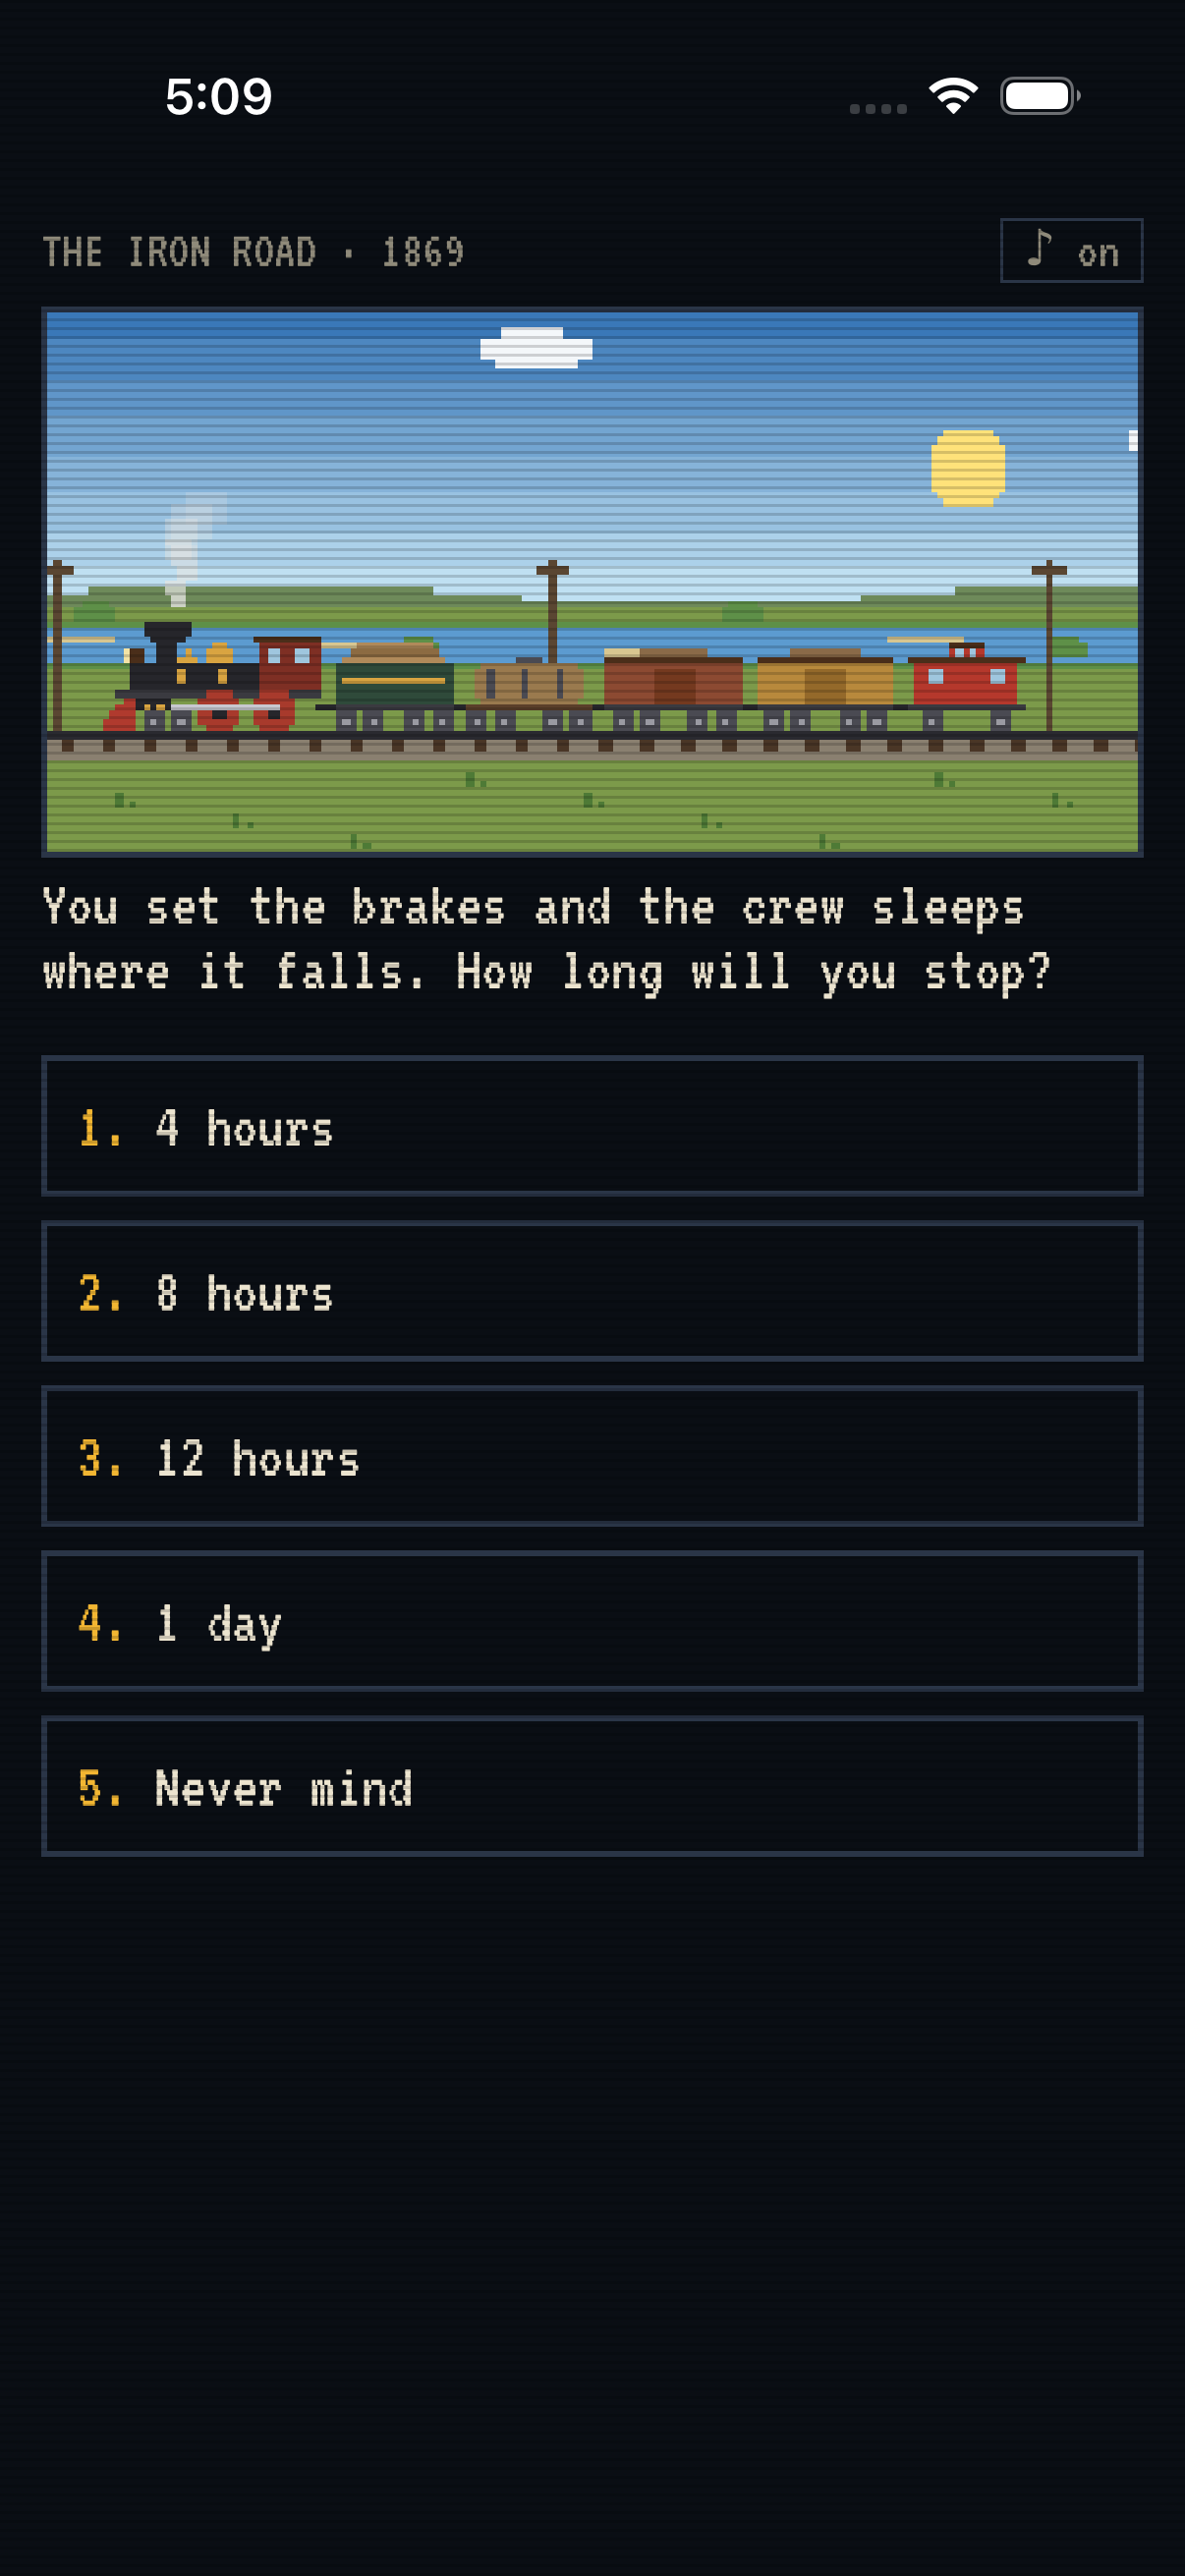 5:09
THE IRON ROAD · 1869
♪ on
You set the brakes and the crew sleeps
where it falls. How long will you stop?
1. 4 hours
2. 8 hours
3. 12 hours
4. 1 day
5. Never mind